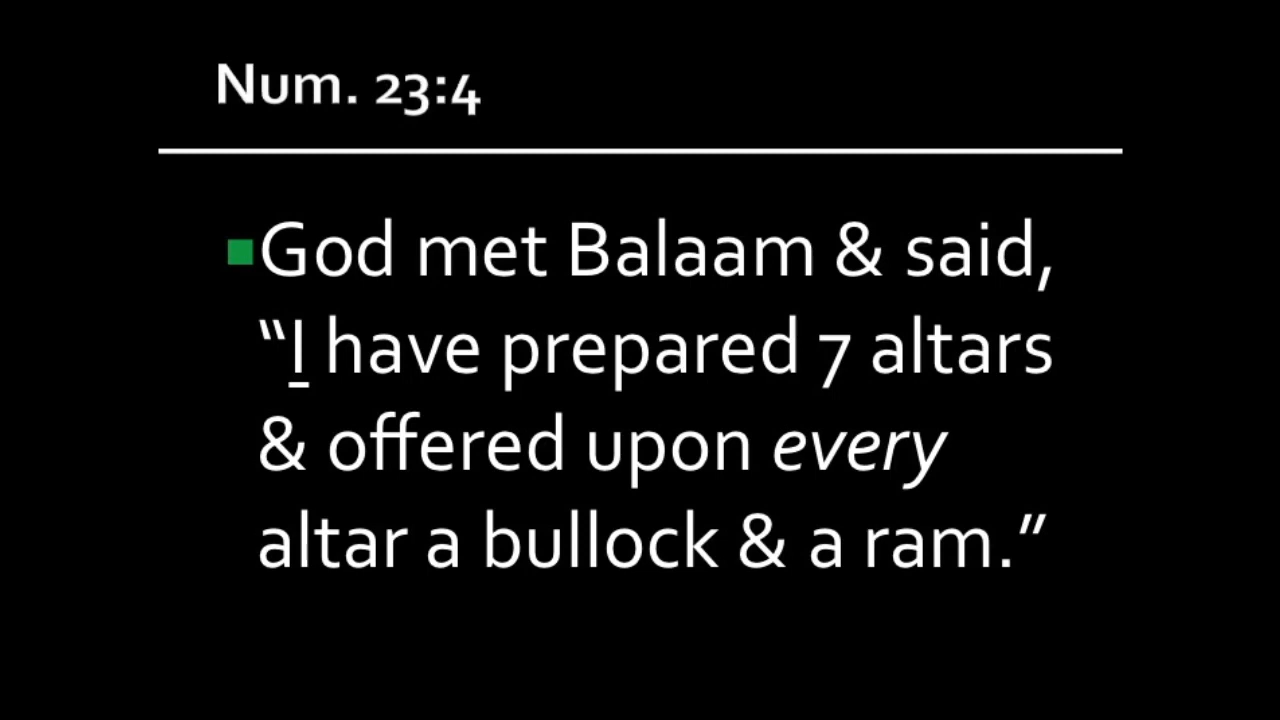 Num. 23:4
God met Balaam & said,
“I have prepared 7 altars
& offered upon every
altar a bullock & a ram.”